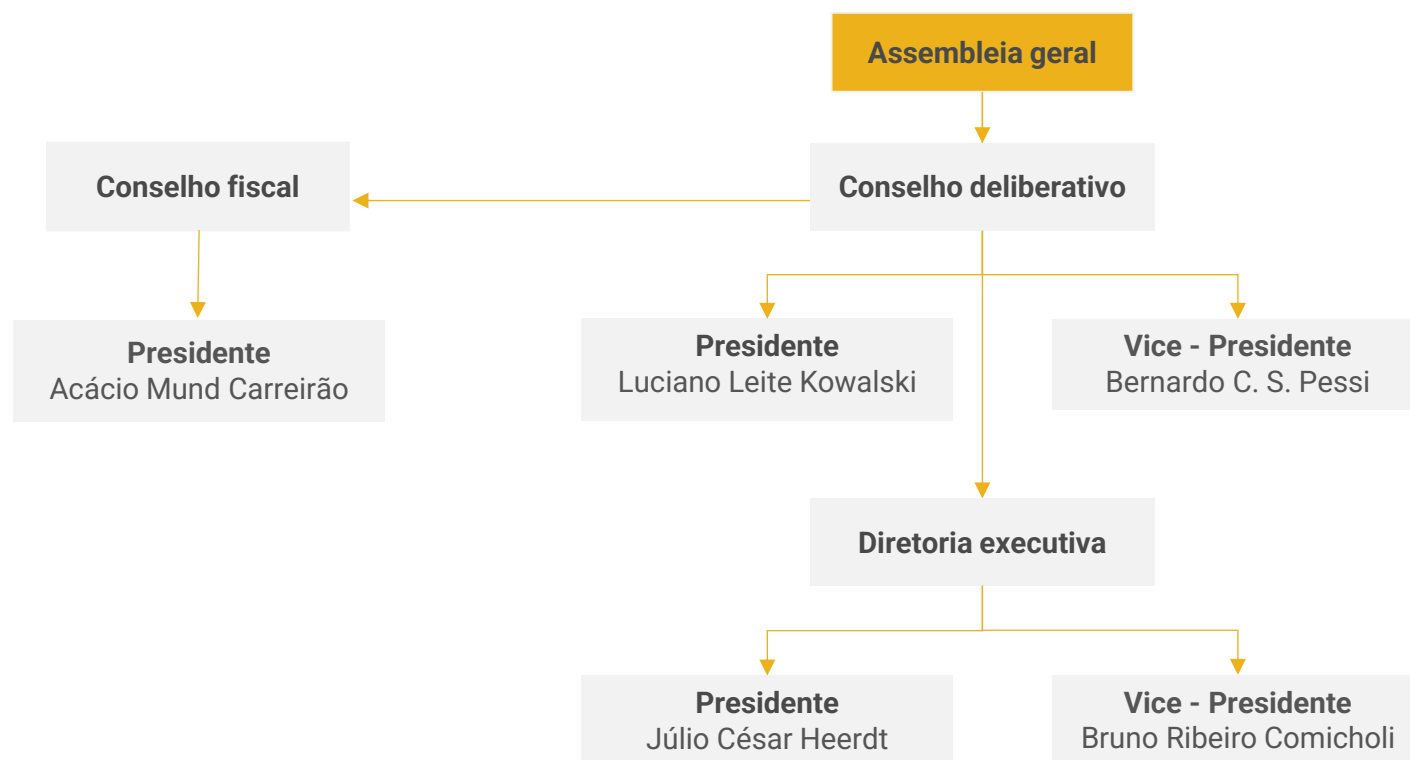 Assembleia geral
Conselho fiscal
Conselho deliberativo
Presidente
Acácio Mund Carreirão
Presidente
Luciano Leite Kowalski
Vice - Presidente
Bernardo C. S. Pessi
Diretoria executiva
Presidente
Júlio César Heerdt
Vice - Presidente
Bruno Ribeiro Comicholi